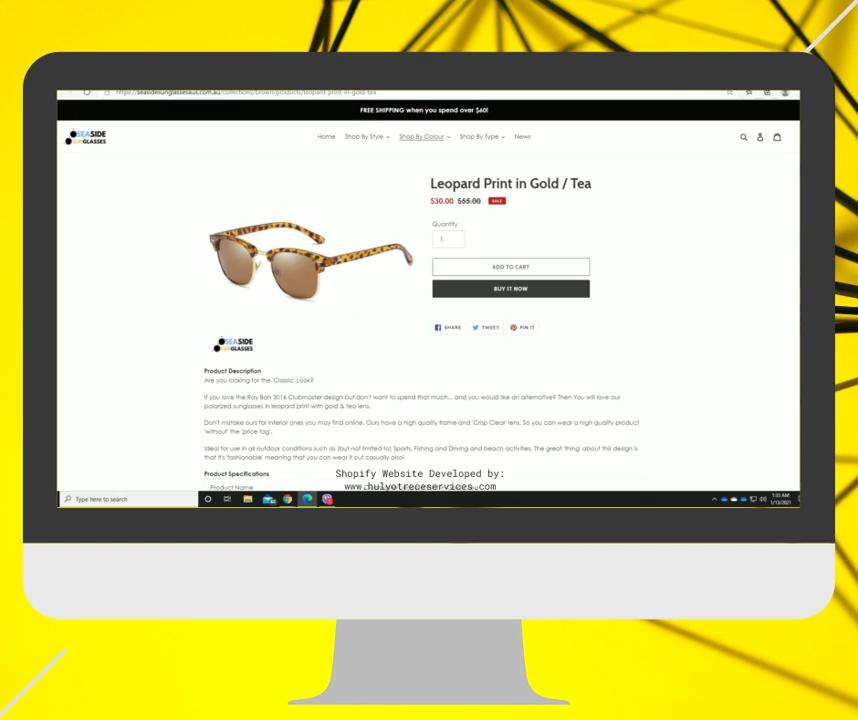 https://seasidesunglassesaus.com.au/collections/brown/products/leopard-print-in-gold-tea
FREE SHIPPING when you spend over $60!
SEASIDE
SUNGLASSES
Home Shop By Style Shop By Colour Shop By Type News
Leopard Print in Gold / Tea
$30.00 $55.00 SALE
Quantity
1
ADD TO CART
BUY IT NOW
SHARE TWEET PIN IT
SEASIDE
SUNGLASSES
Product Description
Are you looking for the 'Classic' Look?
If you love the Ray Ban 3016 Clubmaster design but don't want to spend that much... and you would like an alternative? Then You will love our
polarized sunglasses in leopard print with gold & tea lens.
Don't mistake ours for inferior ones you may find online. Ours have a high quality frame and 'Crisp Clear' lens. So you can wear a high quality product
'without' the 'price tag'.
Ideal for use in all outdoor conditions such as (but not limited to) Sports, Fishing and Driving and beach activities. The great 'thing' about this design is
that it's 'fashionable' meaning that you can wear it out casually also!
Product Specifications
Shopify Website Developed by:
Product Name
www.hulyotreceservices.com
Type here to search
1:33 AM
1/13/2021